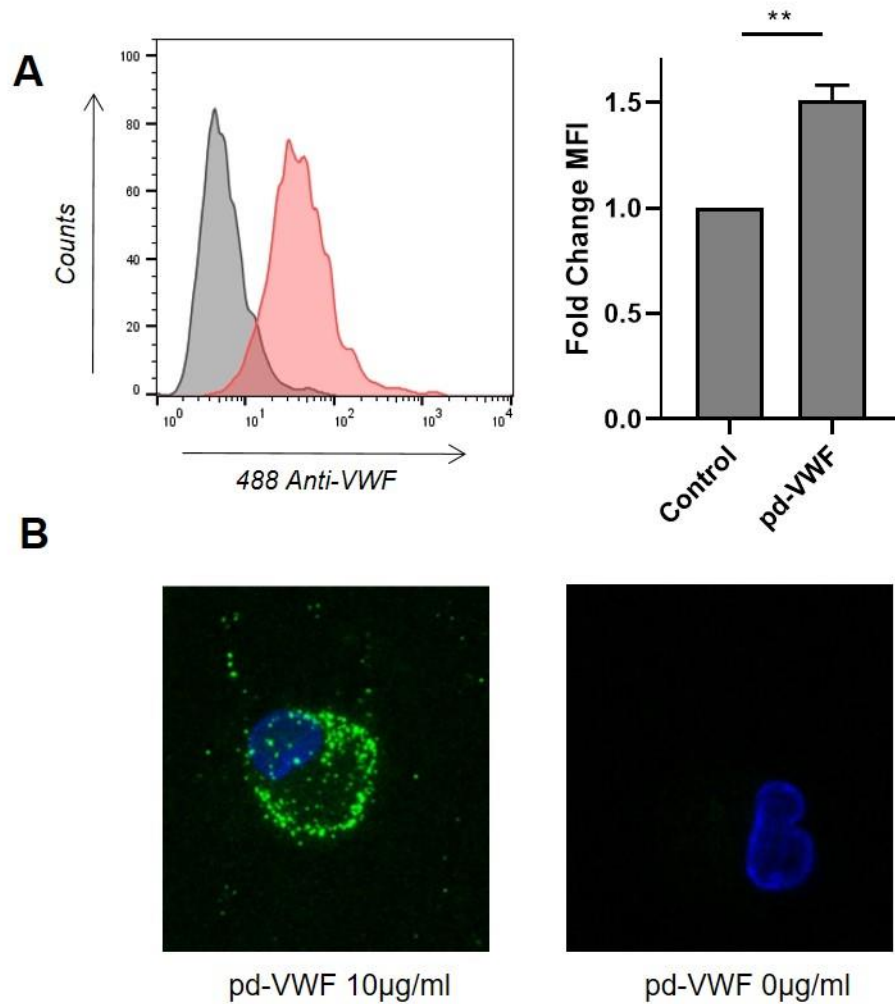 A
100
80
60
40
20
0
Counts
10^0 10^1 10^2 10^3 10^4
488 Anti-VWF
**
1.5
1.0
0.5
0.0
Fold Change MFI
Control
pd-VWF
B
pd-VWF 10µg/ml
pd-VWF 0µg/ml